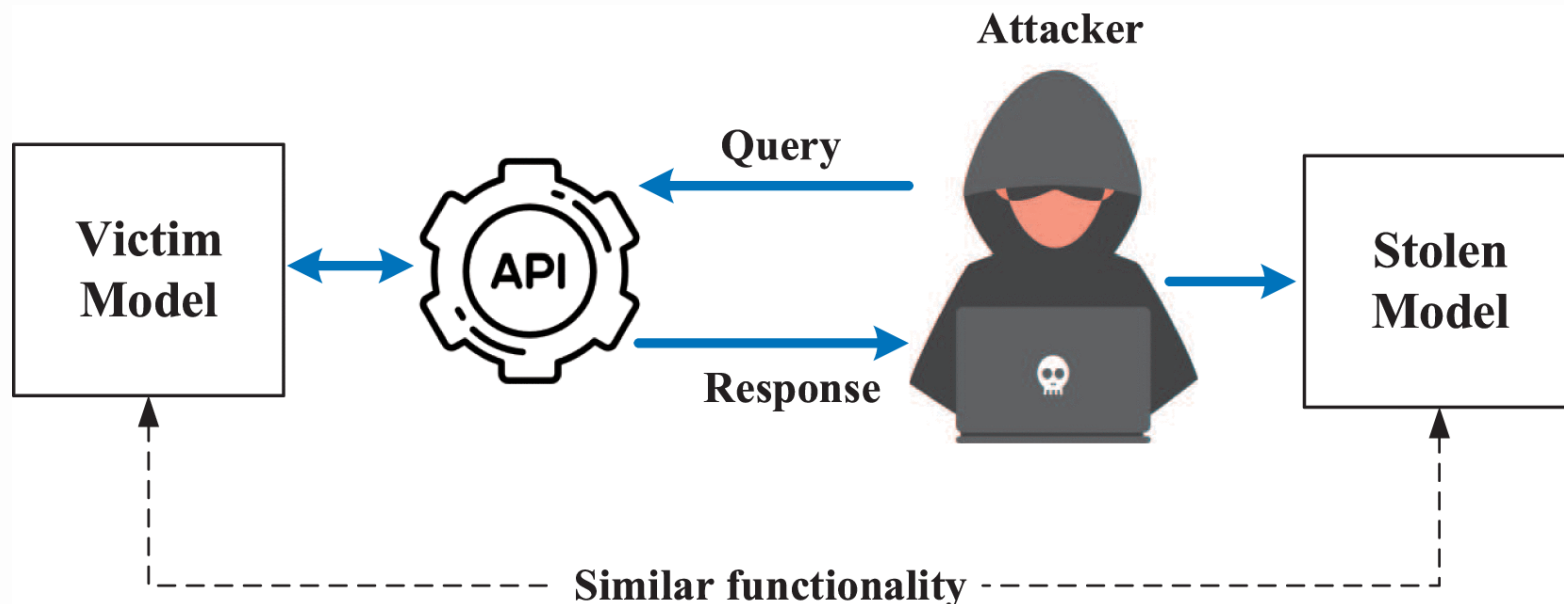 Attacker
Query
Victim
Model
API
Stolen
Model
Response
Similar functionality